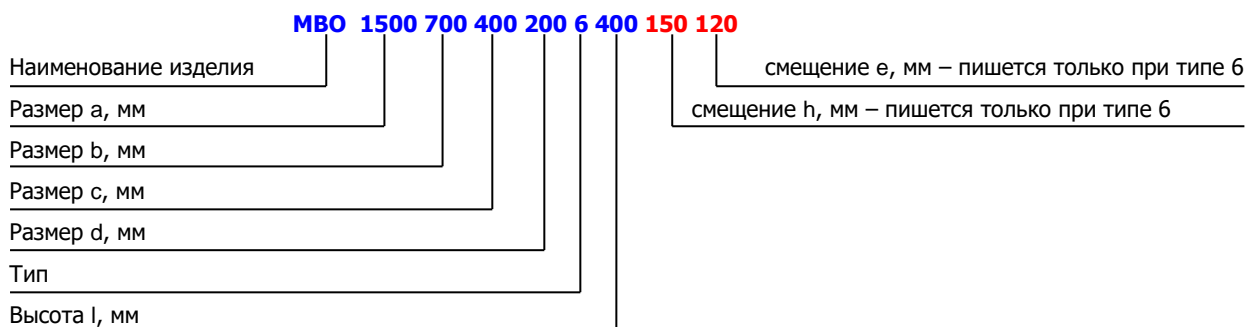 МВО 1500 700 400 200 6 400 150 120
Наименование изделия
смещение е, мм – пишется только при типе 6
Размер а, мм
смещение h, мм – пишется только при типе 6
Размер b, мм
Размер с, мм
Размер d, мм
Тип
Высота l, мм